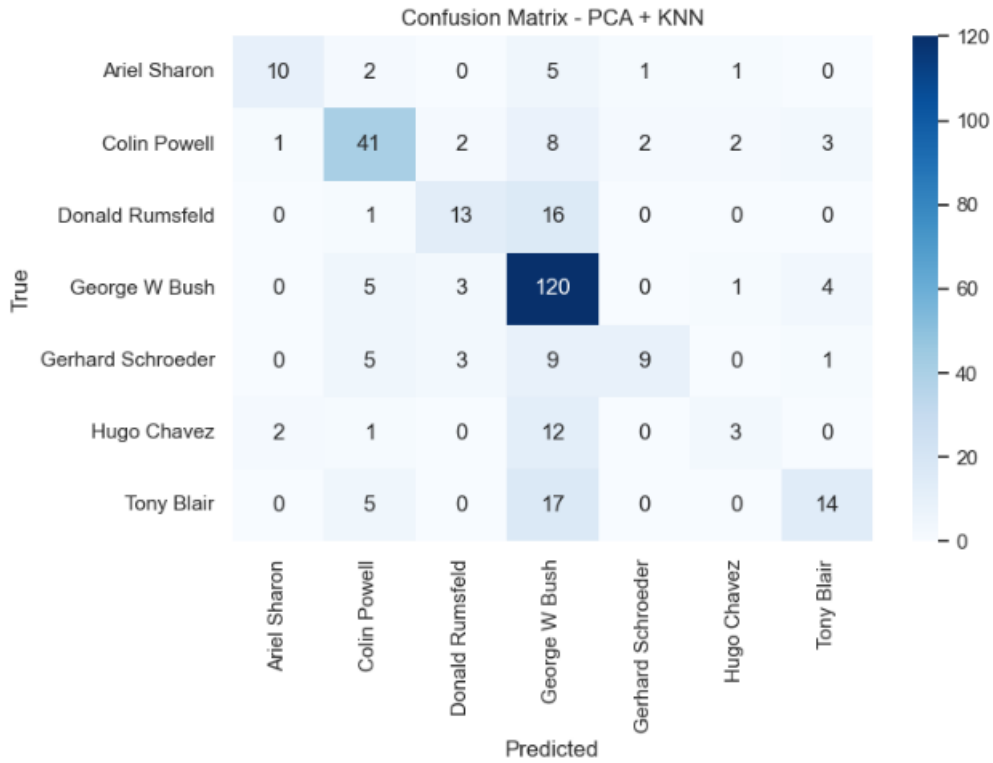 Confusion Matrix - PCA + KNN
Ariel Sharon 10 2 0 5 1 1 0
Colin Powell 1 41 2 8 2 2 3
Donald Rumsfeld 0 1 13 16 0 0 0
George W Bush 0 5 3 120 0 1 4
Gerhard Schroeder 0 5 3 9 9 0 1
Hugo Chavez 2 1 0 12 0 3 0
Tony Blair 0 5 0 17 0 0 14
True
Ariel Sharon
Colin Powell
Donald Rumsfeld
George W Bush
Gerhard Schroeder
Hugo Chavez
Tony Blair
Predicted
120
100
80
60
40
20
0